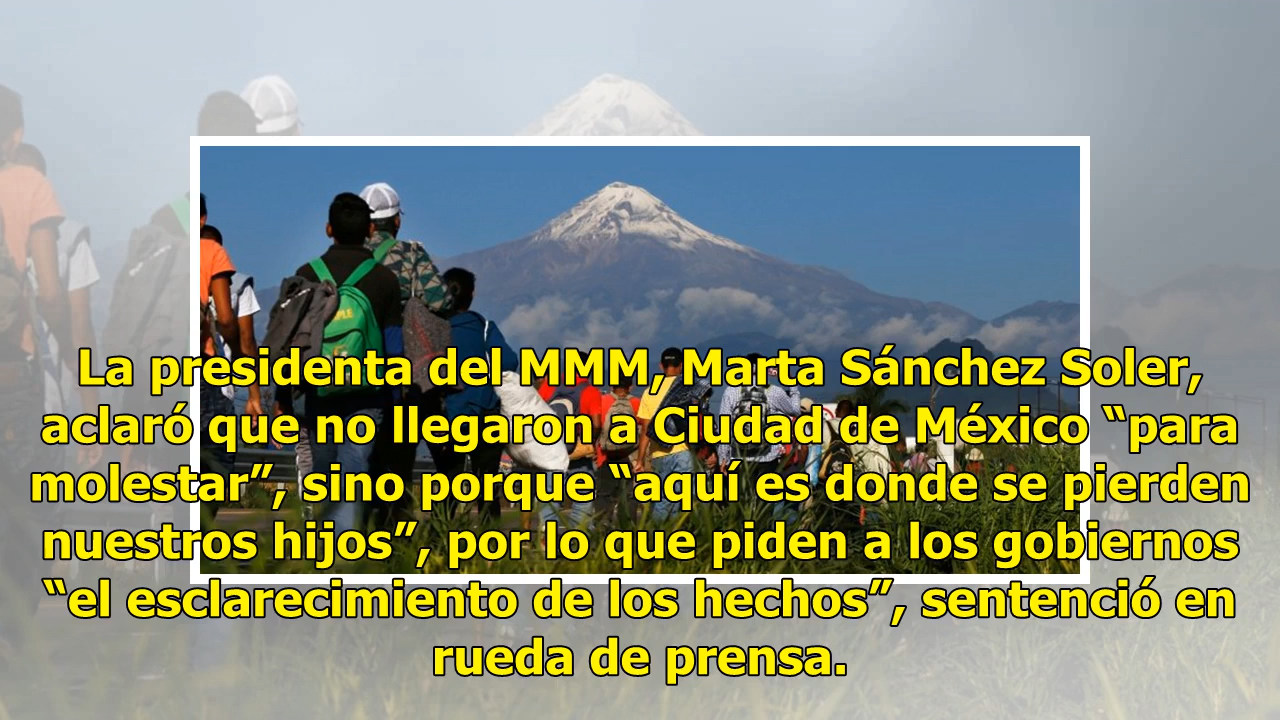 La presidenta del MMM, Marta Sánchez Soler,
aclaró que no llegaron a Ciudad de México “para
molestar”, sino porque “aquí es donde se pierden
nuestros hijos”, por lo que piden a los gobiernos
“el esclarecimiento de los hechos”, sentenció en
rueda de prensa.